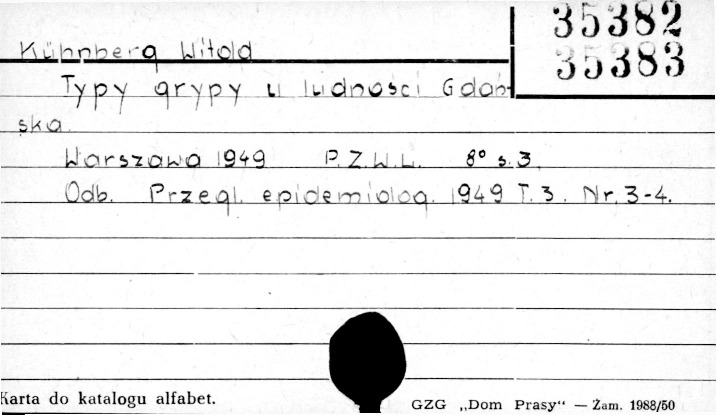 35382
Kühnberg Witold
35383
Typy grypy u ludności Gdań-
ska.
Warszawa 1949 P.Z.W.L. 8° s. 3.
Odb. Przegl. epidemiolog. 1949 T. 3. Nr. 3-4.
Karta do katalogu alfabet.
GZG „Dom Prasy“ — Zam. 1988/50